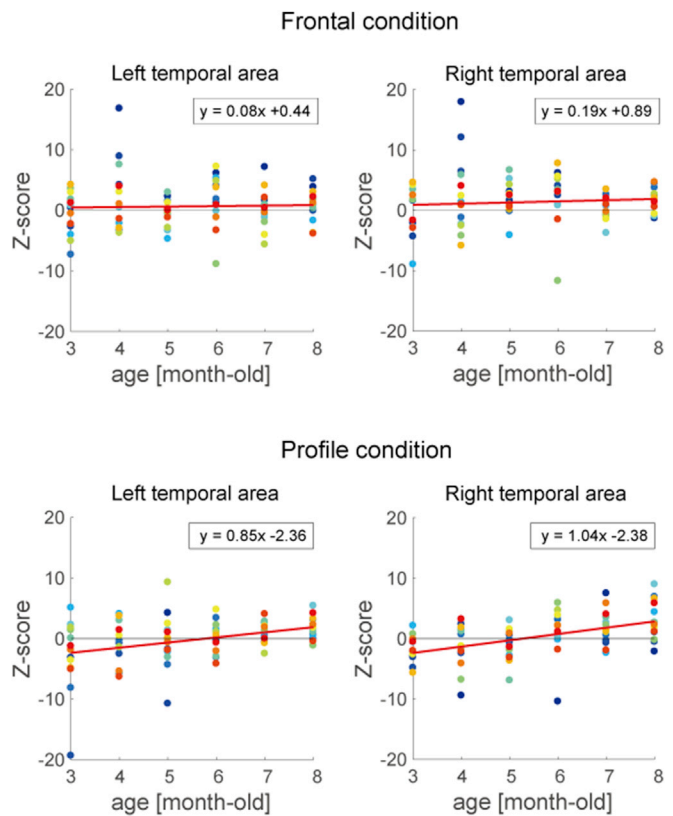 Frontal condition
Left temporal area
Right temporal area
y = 0.08x +0.44
y = 0.19x +0.89
20
10
0
-10
-20
Z-score
3 4 5 6 7 8
age [month-old]
20
10
0
-10
-20
Z-score
3 4 5 6 7 8
age [month-old]
Profile condition
Left temporal area
Right temporal area
y = 0.85x -2.36
y = 1.04x -2.38
20
10
0
-10
-20
Z-score
3 4 5 6 7 8
age [month-old]
20
10
0
-10
-20
Z-score
3 4 5 6 7 8
age [month-old]